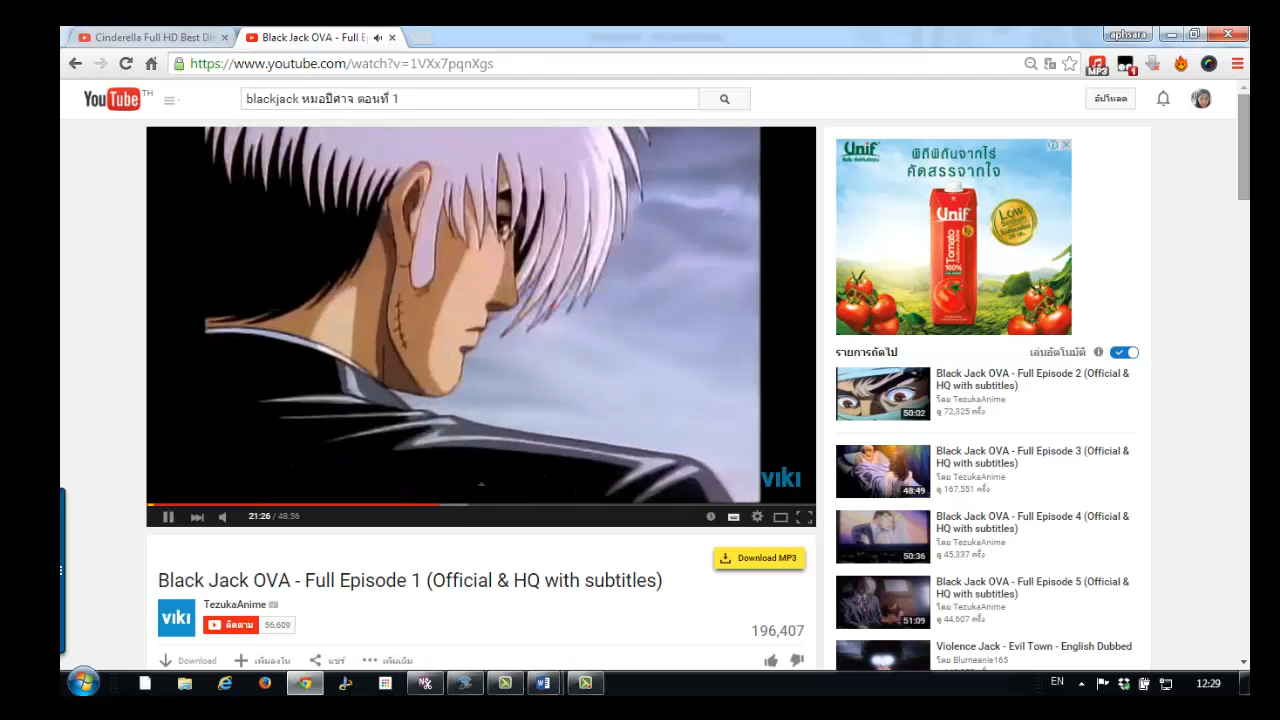 Cinderella Full HD Best Dis
Black Jack OVA - Full E
aphsara
https://www.youtube.com/watch?v=1VXx7pqnXgs
MP3
1
YouTube TH
blackjack หมอปีศาจ ตอนที่ 1
อัปโหลด
viki
21:26 / 48:56
Unif
พิถีพิถันจากไร่
คัดสรรจากใจ
Unif
Tomato
100%
LOW
Sodium
รายการถัดไป
เล่นอัตโนมัติ
Black Jack OVA - Full Episode 2 (Official &
HQ with subtitles)
โดย TezukaAnime
ดู 72,325 ครั้ง
50:02
Black Jack OVA - Full Episode 3 (Official &
HQ with subtitles)
โดย TezukaAnime
ดู 167,551 ครั้ง
48:49
Black Jack OVA - Full Episode 4 (Official &
HQ with subtitles)
โดย TezukaAnime
ดู 45,337 ครั้ง
50:36
Black Jack OVA - Full Episode 5 (Official &
HQ with subtitles)
โดย TezukaAnime
ดู 44,607 ครั้ง
51:09
Violence Jack - Evil Town - English Dubbed
โดย Blumeanie165
Download MP3
Black Jack OVA - Full Episode 1 (Official & HQ with subtitles)
viki
TezukaAnime
ติดตาม 56,609
196,407
Download
เพิ่มลงใน
แชร์
เพิ่มเติม
EN
12:29